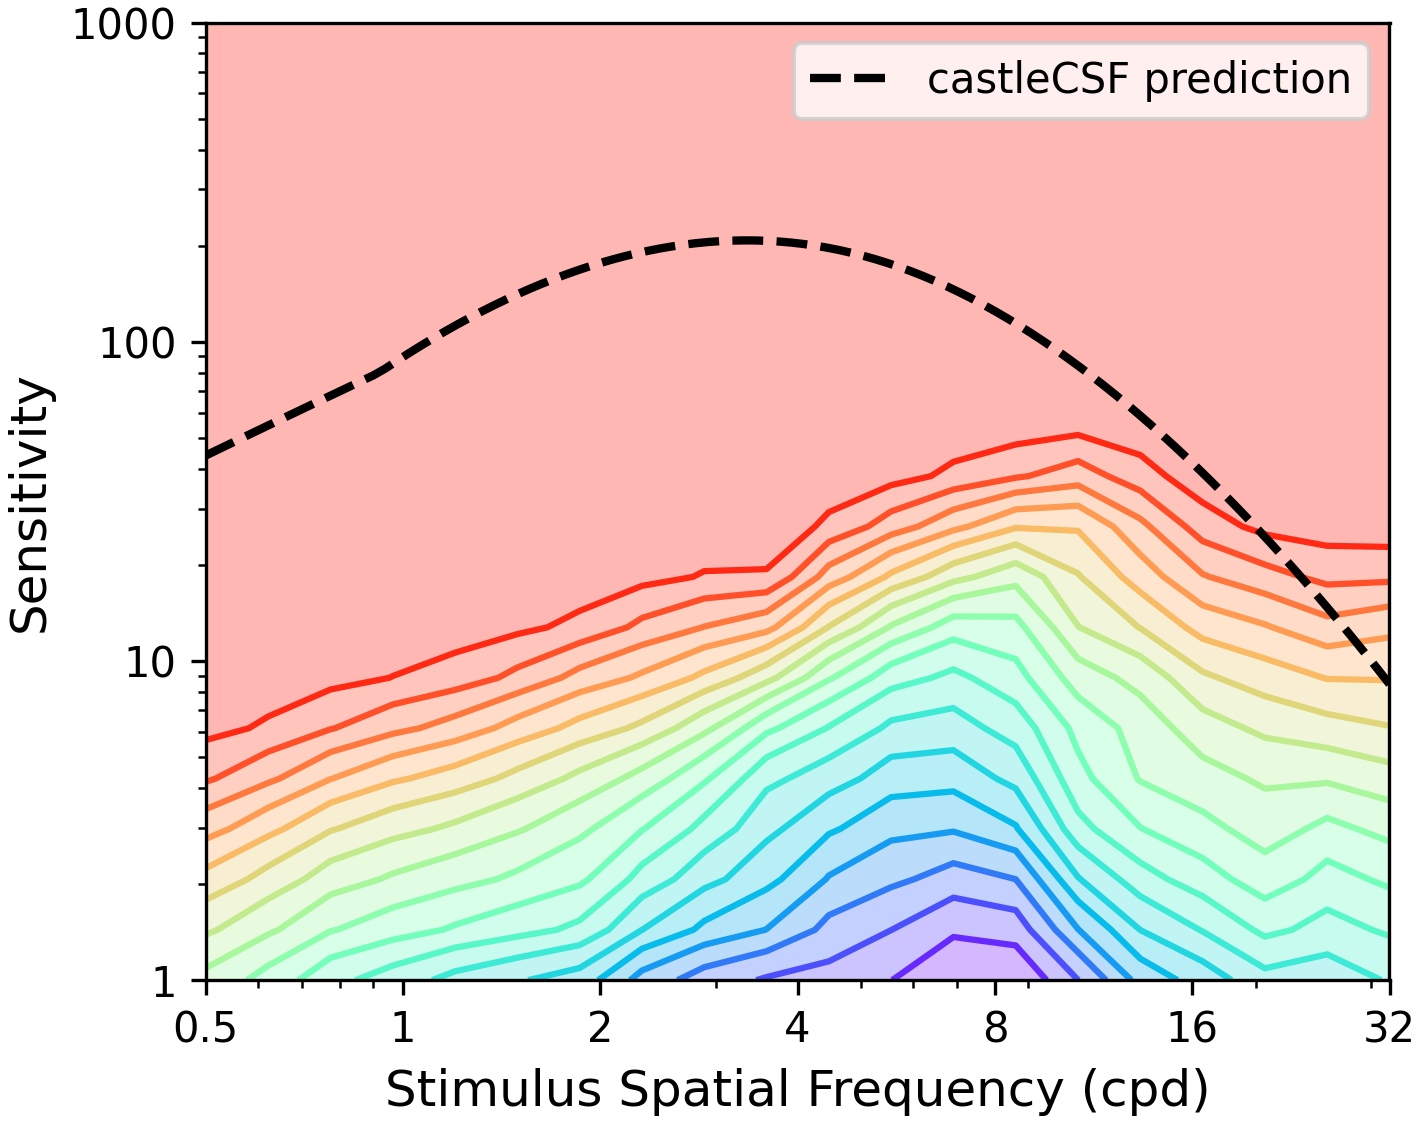 1000
100
10
1
Sensitivity
castleCSF prediction
0.5 1 2 4 8 16 32
Stimulus Spatial Frequency (cpd)